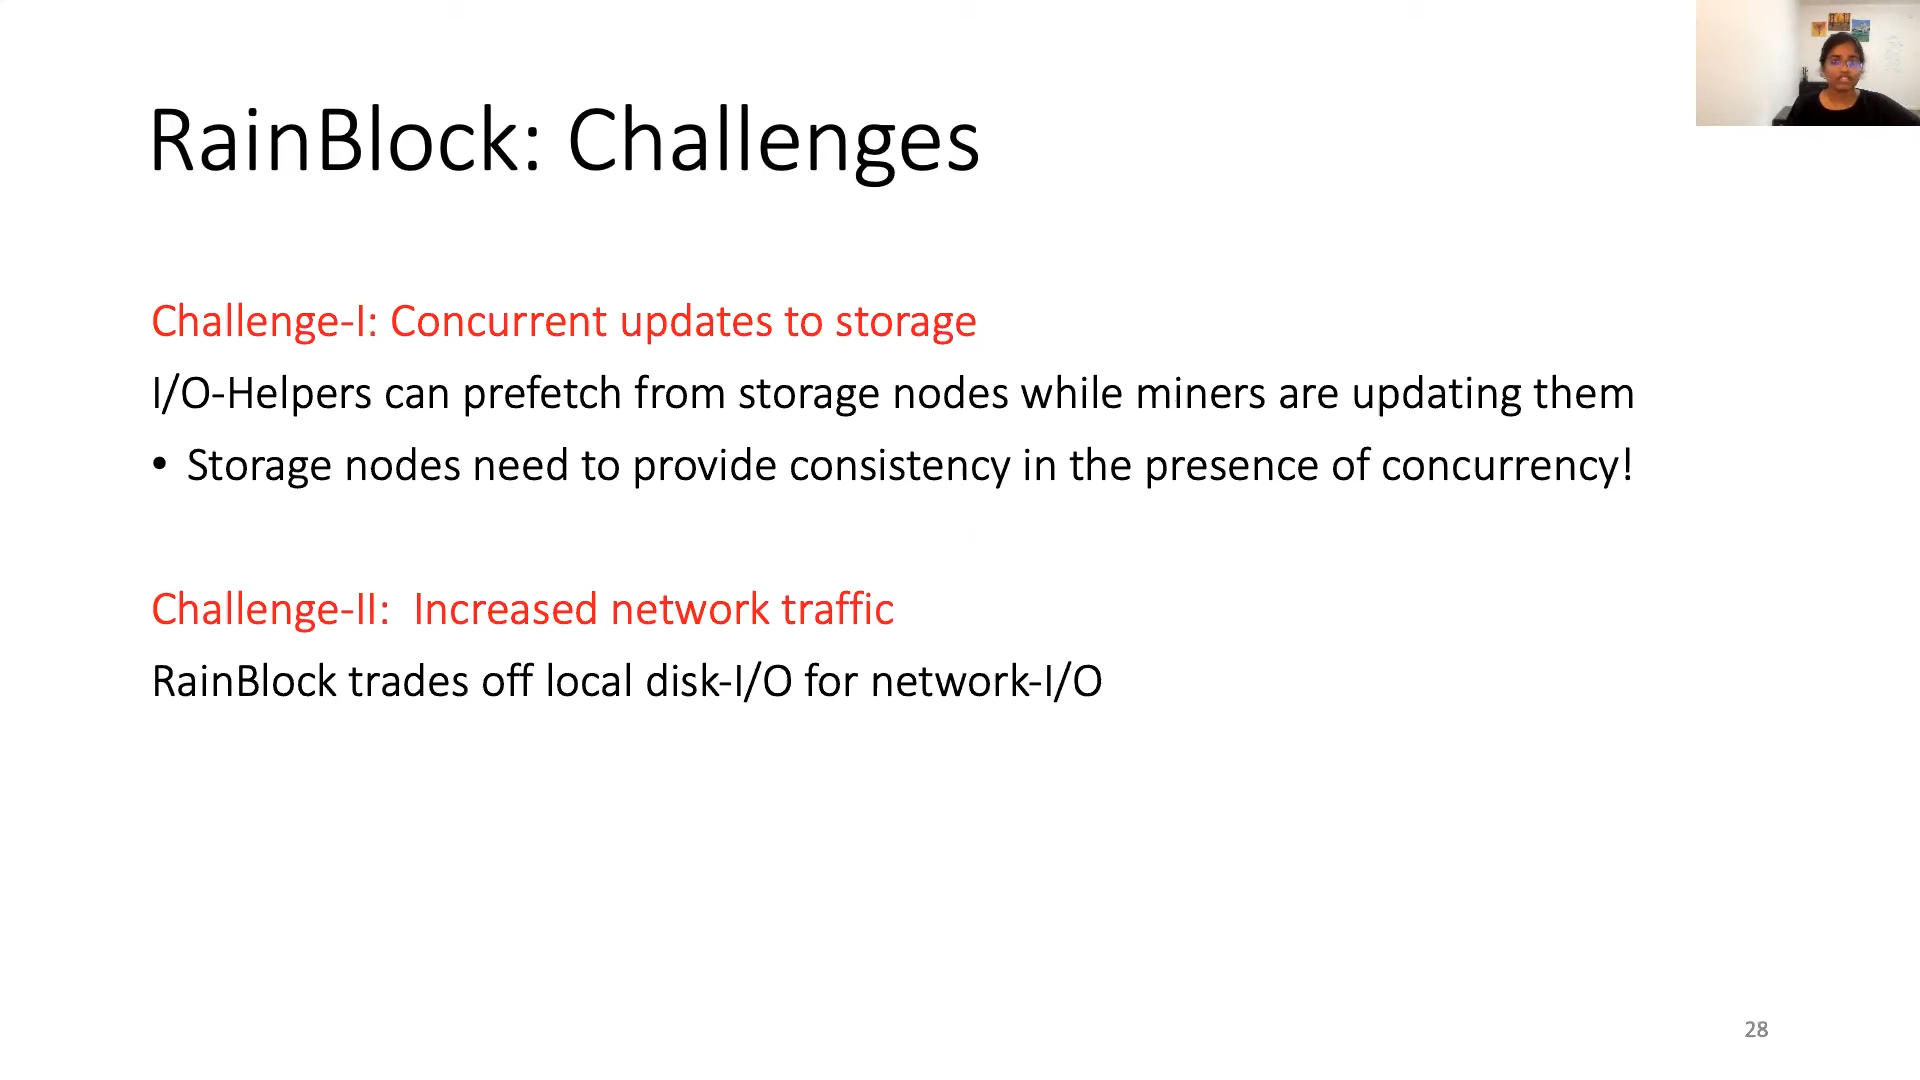 RainBlock: Challenges
Challenge-I: Concurrent updates to storage
I/O-Helpers can prefetch from storage nodes while miners are updating them
• Storage nodes need to provide consistency in the presence of concurrency!
Challenge-II:  Increased network traffic
RainBlock trades off local disk-I/O for network-I/O
28